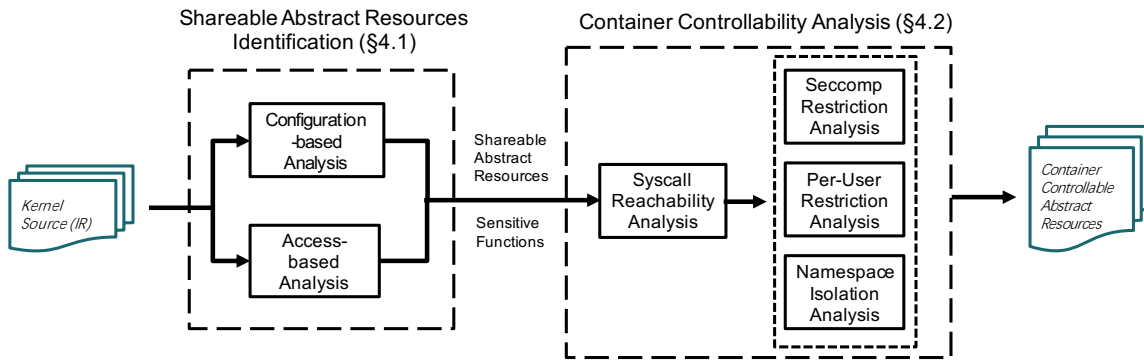 Shareable Abstract Resources
Identification (§4.1)
Container Controllability Analysis (§4.2)
Kernel
Source (IR)
Configuration
-based
Analysis
Access-
based
Analysis
Shareable
Abstract
Resources
Sensitive
Functions
Syscall
Reachability
Analysis
Seccomp
Restriction
Analysis
Per-User
Restriction
Analysis
Namespace
Isolation
Analysis
Container
Controllable
Abstract
Resources